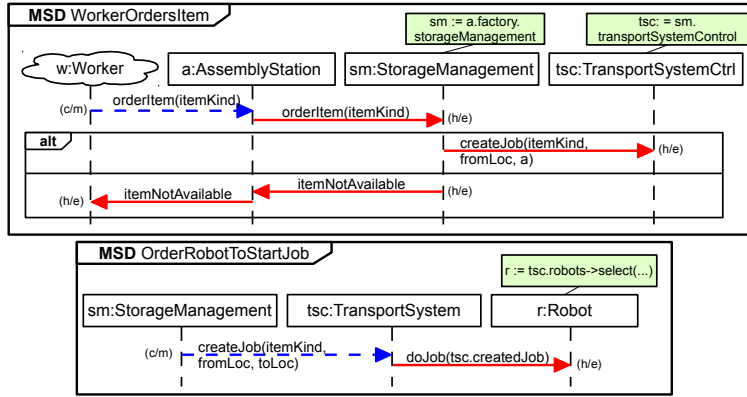 MSD WorkerOrdersItem
sm := a.factory.
storageManagement
tsc: = sm.
transportSystemControl
w:Worker
a:AssemblyStation
sm:StorageManagement
tsc:TransportSystemCtrl
orderItem(itemKind)
(c/m)
orderItem(itemKind)
(h/e)
alt
createJob(itemKind,
fromLoc, a)
(h/e)
(h/e)
itemNotAvailable
itemNotAvailable
(h/e)
MSD OrderRobotToStartJob
r := tsc.robots->select(...)
sm:StorageManagement
tsc:TransportSystem
r:Robot
(c/m)
createJob(itemKind,
fromLoc, toLoc)
doJob(tsc.createdJob)
(h/e)